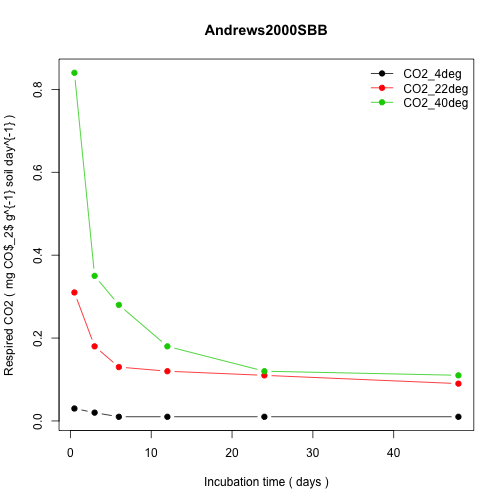 Andrews2000SBB
CO2_4deg
CO2_22deg
CO2_40deg
Respired CO2 ( mg CO$_2$ g^{-1} soil day^{-1} )
0.8
0.6
0.4
0.2
0.0
0 10 20 30 40
Incubation time ( days )